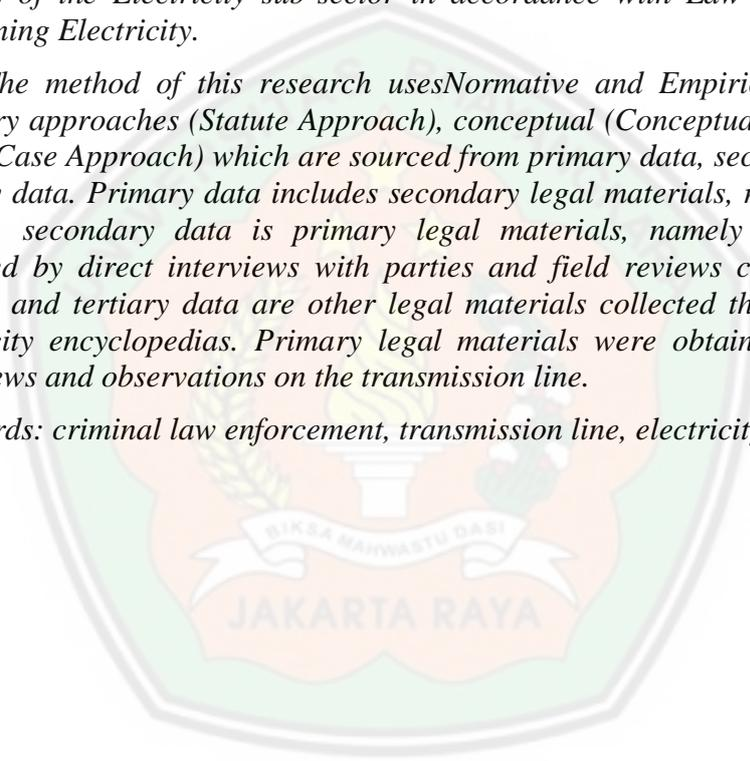 of the Electricity sub-sector in accordance with Law
ning Electricity.
he method of this research usesNormative and Empiri
ry approaches (Statute Approach), conceptual (Conceptua
Case Approach) which are sourced from primary data, sec
data. Primary data includes secondary legal materials,
secondary data is primary legal materials, namely
ed by direct interviews with parties and field reviews c
and tertiary data are other legal materials collected th
ity encyclopedias. Primary legal materials were obtain
ews and observations on the transmission line.
rds: criminal law enforcement, transmission line, electricity
BIKSA MAHWASTU DASI
JAKARTA RAYA